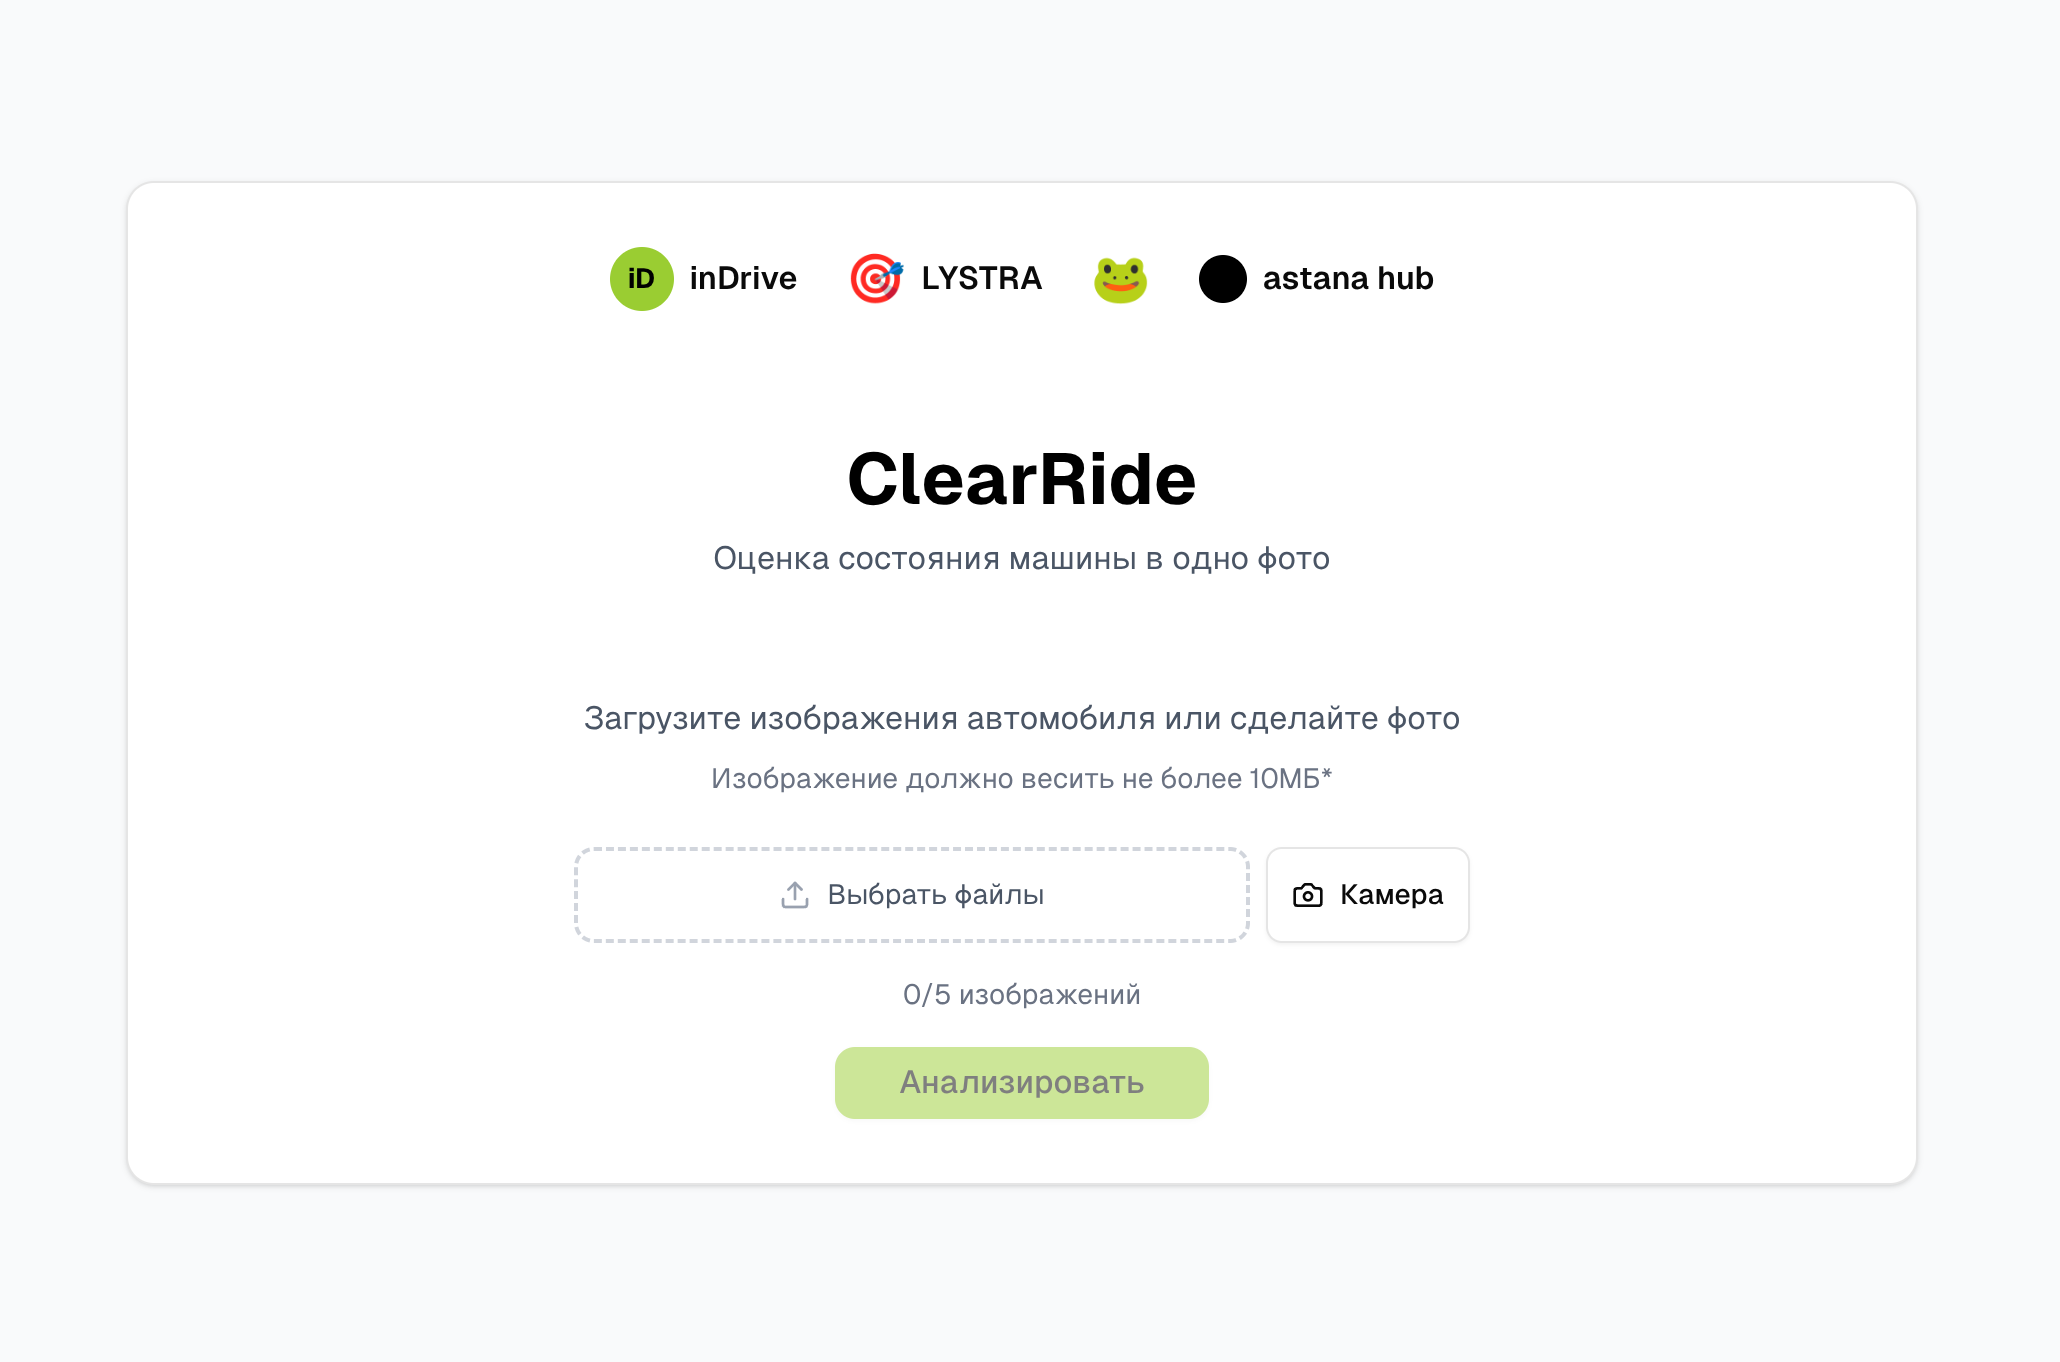 iD inDrive LYSTRA astana hub
ClearRide
Оценка состояния машины в одно фото
Загрузите изображения автомобиля или сделайте фото
Изображение должно весить не более 10МБ*
Выбрать файлы Камера
0/5 изображений
Анализировать